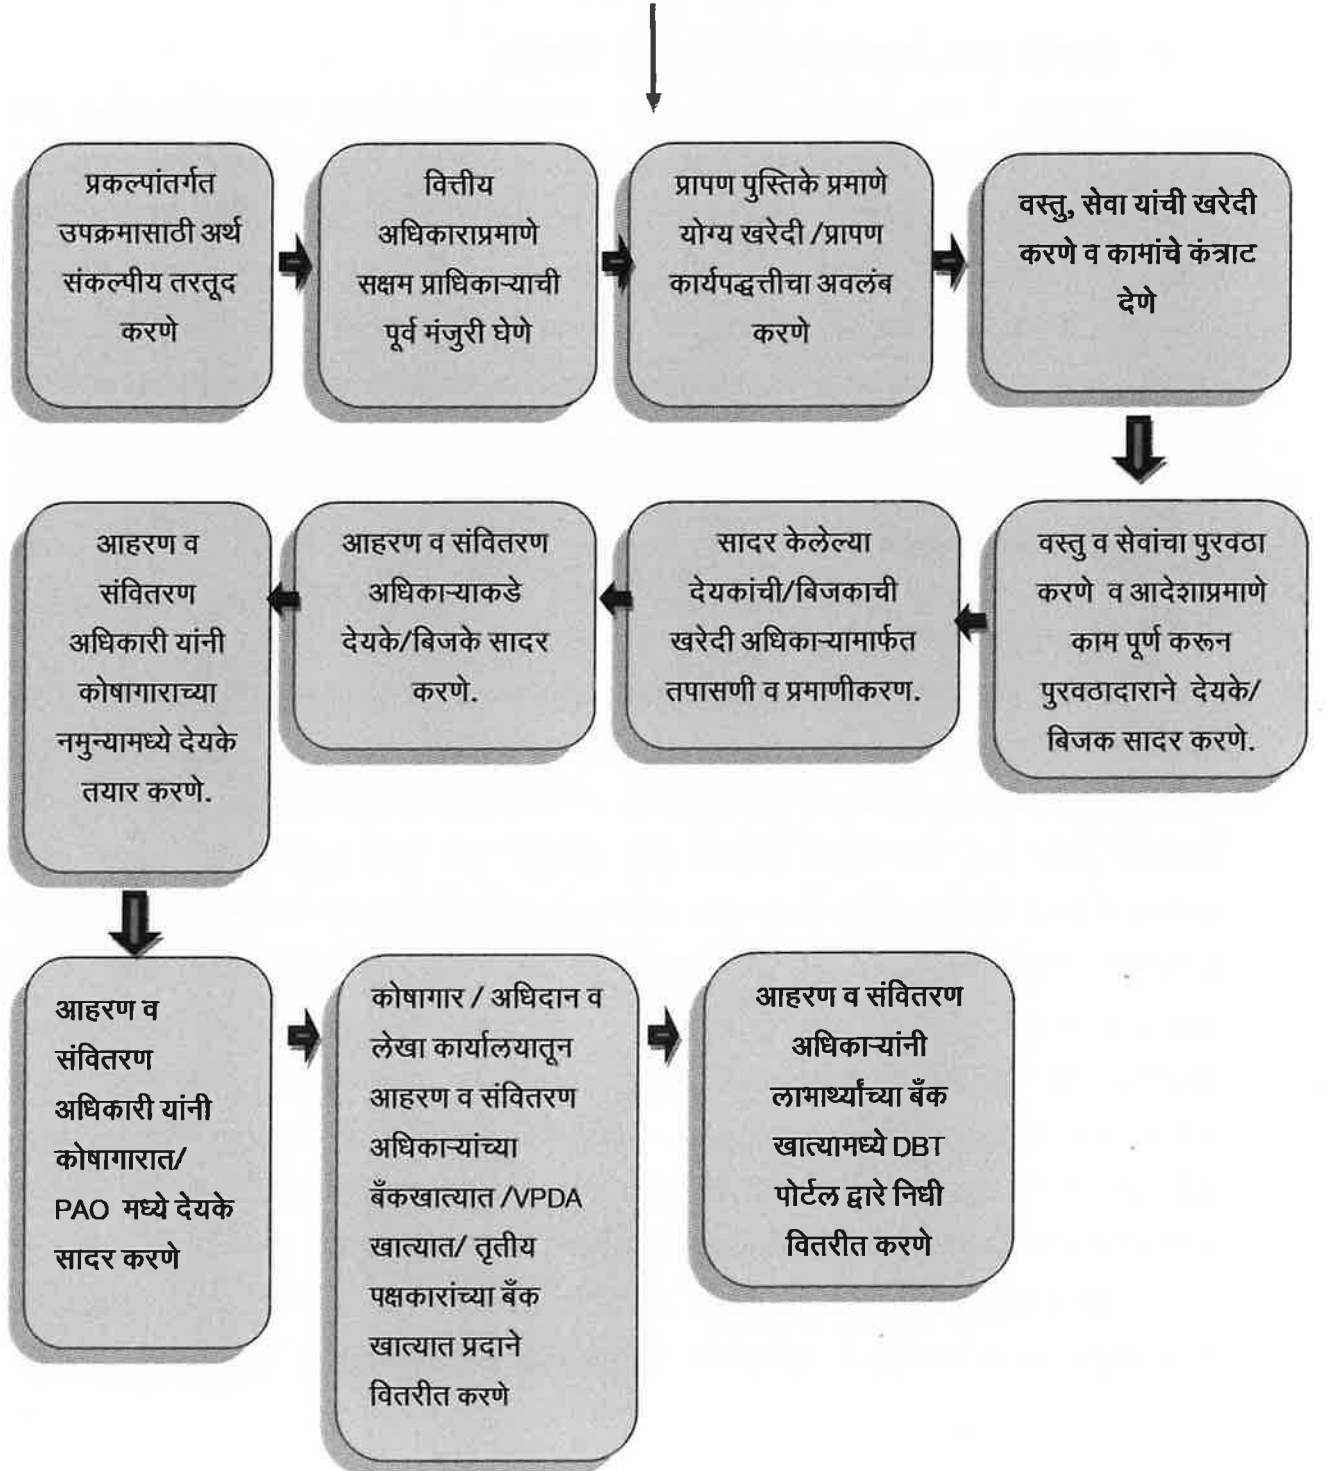 प्रकल्पांतर्गत
उपक्रमासाठी अर्थ
संकल्पीय तरतूद
करणे
वित्तीय
अधिकाराप्रमाणे
सक्षम प्राधिकाऱ्याची
पूर्व मंजुरी घेणे
प्रापण पुस्तिके प्रमाणे
योग्य खरेदी /प्रापण
कार्यपद्धत्तीचा अवलंब
करणे
वस्तु, सेवा यांची खरेदी
करणे व कामांचे कंत्राट
देणे
वस्तु व सेवांचा पुरवठा
करणे व आदेशाप्रमाणे
काम पूर्ण करून
पुरवठादाराने देयके/
बिजक सादर करणे.
सादर केलेल्या
देयकांची/बिजकाची
खरेदी अधिकाऱ्यामार्फत
तपासणी व प्रमाणीकरण.
आहरण व संवितरण
अधिकाऱ्याकडे
देयके/बिजके सादर
करणे.
आहरण व
संवितरण
अधिकारी यांनी
कोषागाराच्या
नमुन्यामध्ये देयके
तयार करणे.
आहरण व
संवितरण
अधिकारी यांनी
कोषागारात/
PAO मध्ये देयके
सादर करणे
कोषागार / अधिदान व
लेखा कार्यालयातून
आहरण व संवितरण
अधिकाऱ्यांच्या
बँकखात्यात /VPDA
खात्यात/ तृतीय
पक्षकारांच्या बँक
खात्यात प्रदाने
वितरीत करणे
आहरण व संवितरण
अधिकाऱ्यांनी
लाभार्थ्यांच्या बँक
खात्यामध्ये DBT
पोर्टल द्वारे निधी
वितरीत करणे